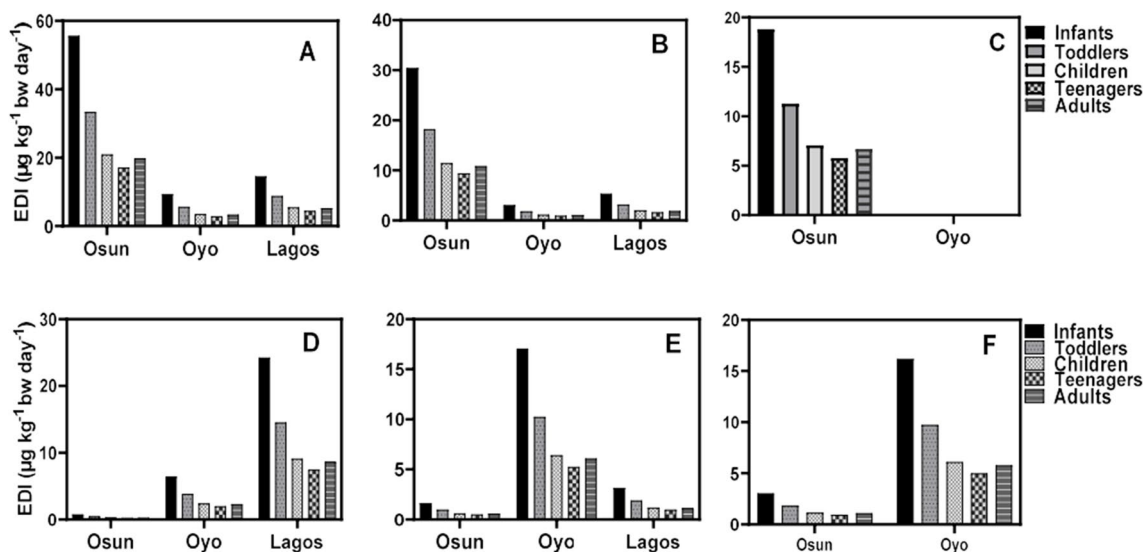 60
40
20
0
EDI (µg kg⁻¹ bw day⁻¹)
A
Osun Oyo Lagos
40
30
20
10
0
B
Osun Oyo Lagos
20
15
10
5
0
C
Osun Oyo
Infants
Toddlers
Children
Teenagers
Adults
30
20
10
0
EDI (µg kg⁻¹ bw day⁻¹)
D
Osun Oyo Lagos
20
15
10
5
0
E
Osun Oyo Lagos
20
15
10
5
0
F
Osun Oyo
Infants
Toddlers
Children
Teenagers
Adults